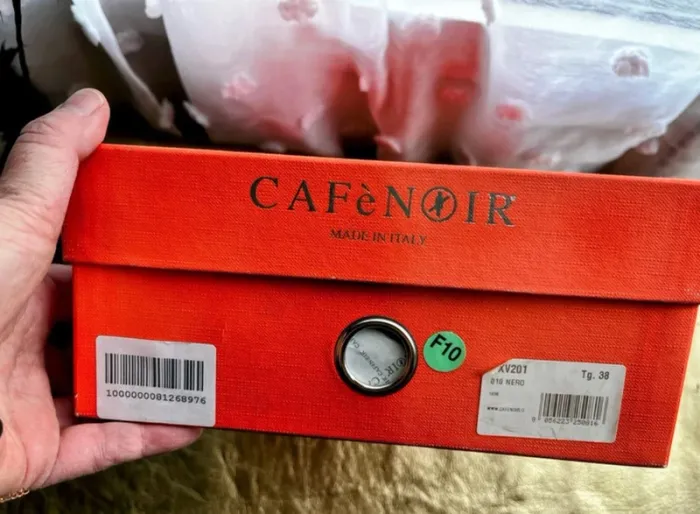 CAFèNOIR
MADE IN ITALY
F10
1000000081268976
XV201 Tg. 38
010 NERO
WWW.CAFENOIR.IT